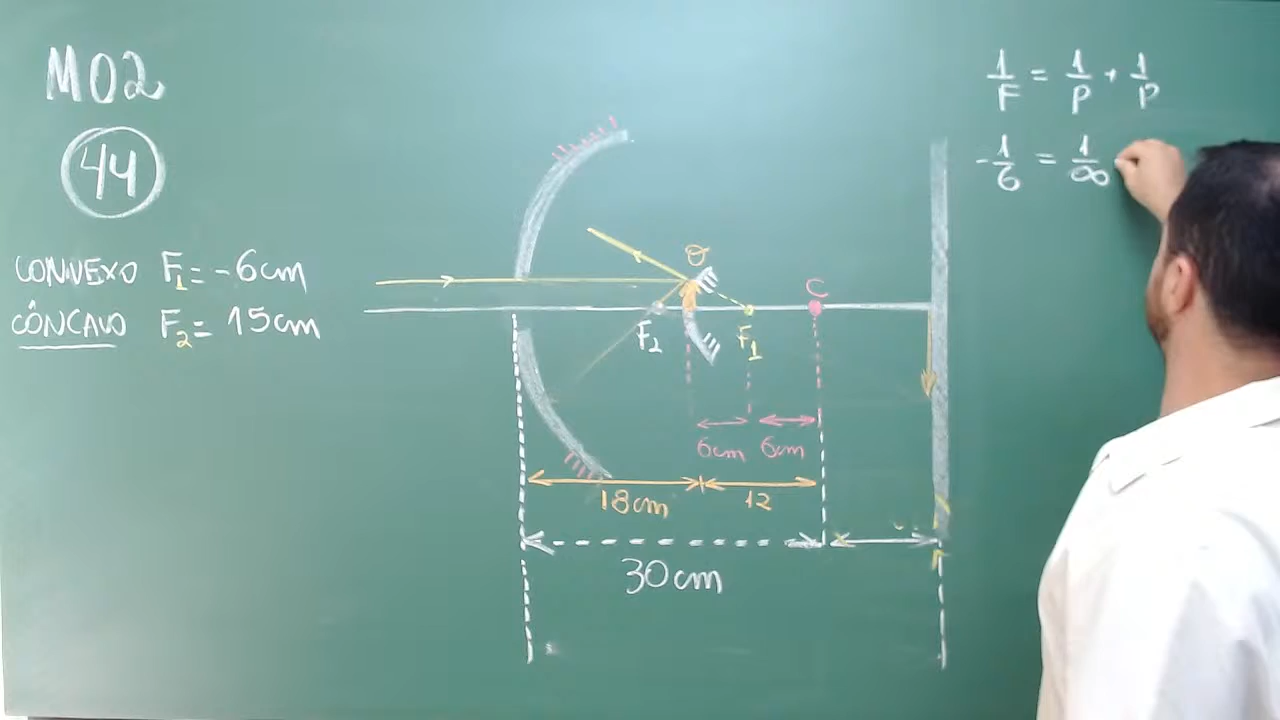 M02
44
CONVEXO F₁ = -6cm
CÔNCAVO F₂ = 15cm
1/F = 1/P + 1/P
-1/6 = 1/∞
O
C
F₂
F₁
6cm 6cm
18cm 12
30cm